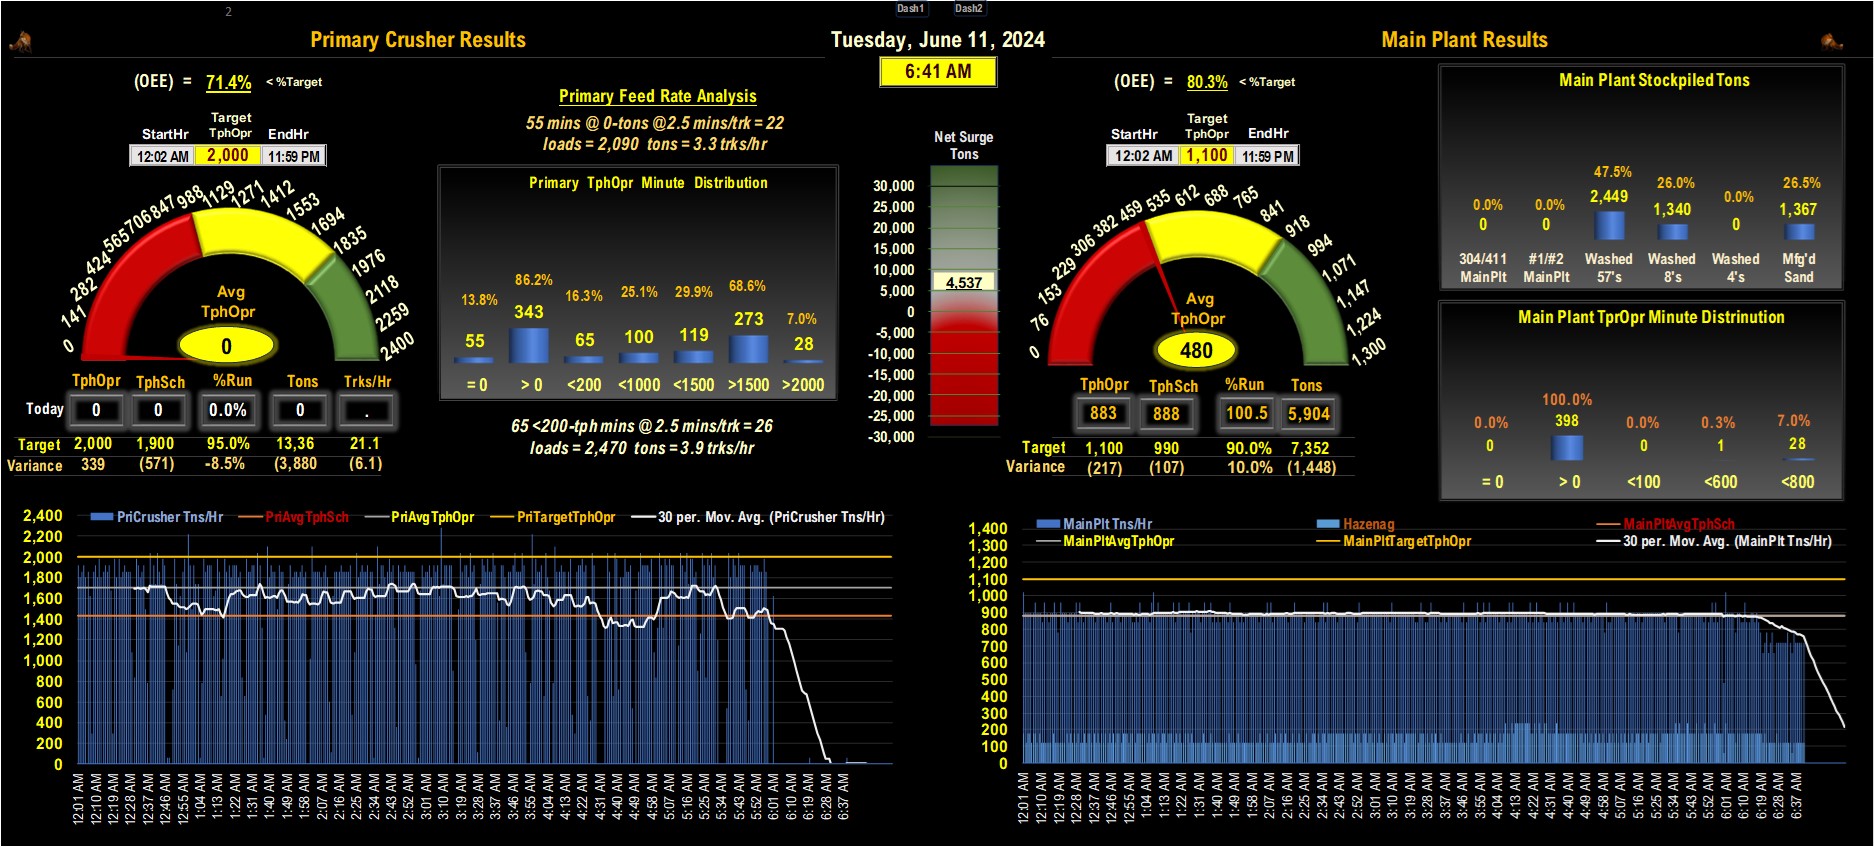 2
Dash1 Dash2
Primary Crusher Results
Tuesday, June 11, 2024
Main Plant Results
6:41 AM
(OEE) = 71.4% < %Target
Target
StartHr TphOpr EndHr
12:02 AM 2,000 11:59 PM
0 141 282 424 565 706 847 988 1129 1271 1412 1553 1694 1835 1976 2118 2259 2400
Avg
TphOpr
0
TphOpr TphSch %Run Tons Trks/Hr
Today 0 0 0.0% 0 .
Target 2,000 1,900 95.0% 13,36 21.1
Variance 339 (571) -8.5% (3,880 (6.1)
Primary Feed Rate Analysis
55 mins @ 0-tons @2.5 mins/trk = 22
loads = 2,090 tons = 3.3 trks/hr
Primary TphOpr Minute Distribution
13.8% 86.2% 16.3% 25.1% 29.9% 68.6% 7.0%
55 343 65 100 119 273 28
= 0 > 0 <200 <1000 <1500 >1500 >2000
65 <200-tph mins @ 2.5 mins/trk = 26
loads = 2,470 tons = 3.9 trks/hr
Net Surge
Tons
30,000
25,000
20,000
15,000
10,000
4,537
5,000
0
-5,000
-10,000
-15,000
-20,000
-25,000
-30,000
(OEE) = 80.3% < %Target
Target
StartHr TphOpr EndHr
12:02 AM 1,100 11:59 PM
0 76 153 229 306 382 459 535 612 688 765 841 918 994 1,071 1,147 1,224 1,300
Avg
TphOpr
480
TphOpr TphSch %Run Tons
883 888 100.5 5,904
Target 1,100 990 90.0% 7,352
Variance (217) (107) 10.0% (1,448)
Main Plant Stockpiled Tons
0.0% 0.0% 47.5% 26.0% 0.0% 26.5%
0 0 2,449 1,340 0 1,367
304/411 #1/#2 Washed Washed Washed Mfg'd
MainPlt MainPlt 57's 8's 4's Sand
Main Plant TprOpr Minute Distrinution
0.0% 100.0% 0.0% 0.3% 7.0%
0 398 0 1 28
= 0 > 0 <100 <600 <800
PriCrusher Tns/Hr PriAvgTphSch PriAvgTphOpr PriTargetTphOpr 30 per. Mov. Avg. (PriCrusher Tns/Hr)
2,400
2,200
2,000
1,800
1,600
1,400
1,200
1,000
800
600
400
200
0
12:01 AM 12:10 AM 12:19 AM 12:28 AM 12:37 AM 12:46 AM 12:55 AM 1:04 AM 1:13 AM 1:22 AM 1:31 AM 1:40 AM 1:49 AM 1:58 AM 2:07 AM 2:16 AM 2:25 AM 2:34 AM 2:43 AM 2:52 AM 3:01 AM 3:10 AM 3:19 AM 3:28 AM 3:37 AM 3:46 AM 3:55 AM 4:04 AM 4:13 AM 4:22 AM 4:31 AM 4:40 AM 4:49 AM 4:58 AM 5:07 AM 5:16 AM 5:25 AM 5:34 AM 5:43 AM 5:52 AM 6:01 AM 6:10 AM 6:19 AM 6:28 AM 6:37 AM
MainPlt Tns/Hr Hazenag MainPltAvgTphSch
MainPltAvgTphOpr MainPltTargetTphOpr 30 per. Mov. Avg. (MainPlt Tns/Hr)
1,400
1,300
1,200
1,100
1,000
900
800
700
600
500
400
300
200
100
0
12:01 AM 12:10 AM 12:19 AM 12:28 AM 12:37 AM 12:46 AM 12:55 AM 1:04 AM 1:13 AM 1:22 AM 1:31 AM 1:40 AM 1:49 AM 1:58 AM 2:07 AM 2:16 AM 2:25 AM 2:34 AM 2:43 AM 2:52 AM 3:01 AM 3:10 AM 3:19 AM 3:28 AM 3:37 AM 3:46 AM 3:55 AM 4:04 AM 4:13 AM 4:22 AM 4:31 AM 4:40 AM 4:49 AM 4:58 AM 5:07 AM 5:16 AM 5:25 AM 5:34 AM 5:43 AM 5:52 AM 6:01 AM 6:10 AM 6:19 AM 6:28 AM 6:37 AM